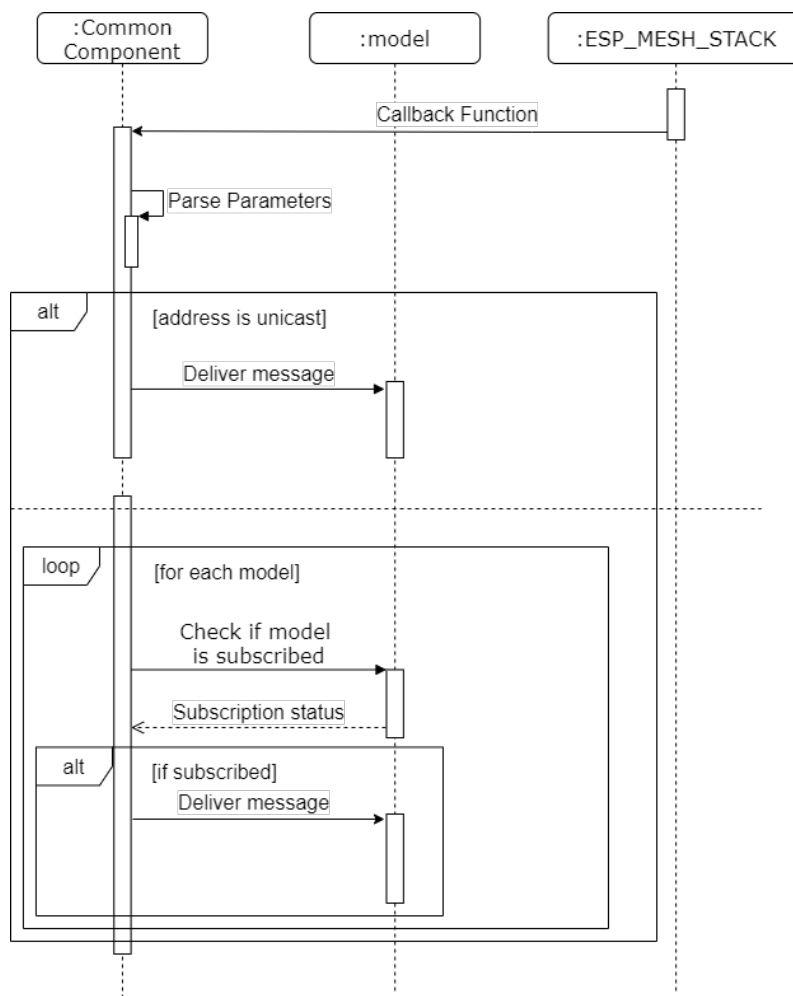 :Common
Component
:model
:ESP_MESH_STACK
Callback Function
Parse Parameters
alt
[address is unicast]
Deliver message
loop
[for each model]
Check if model
is subscribed
Subscription status
alt
[if subscribed]
Deliver message